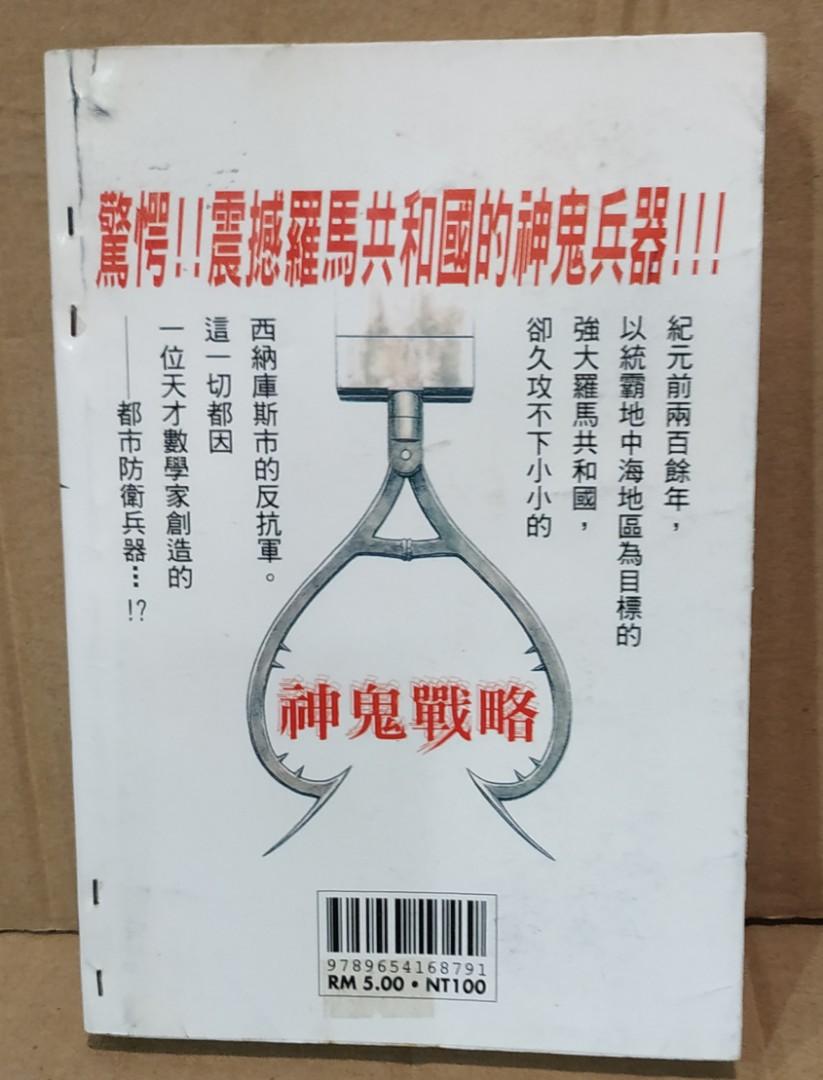 驚愕!!震撼羅馬共和國的神鬼兵器!!!
紀元前兩百餘年，
以統霸地中海地區為目標的
強大羅馬共和國，
卻久攻不下小小的
西納庫斯市的反抗軍。
這一切都因
一位天才數學家創造的
——都市防衛兵器…!?
神鬼戰略
9789654168791
RM 5.00 • NT100